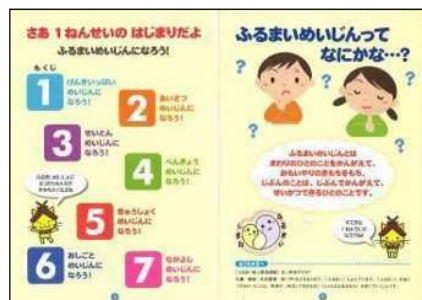 さあ 1ねんせいの はじまりだよ
ふるまいめいじんになろう!
もくじ
1 げんきいっぱい
めいじんに
なろう!
2 あいさつ
めいじんに
なろう!
3 せいとん
めいじんに
なろう!
4 べんきょう
めいじんに
なろう!
5 きゅうしょく
めいじんに
なろう!
6 おしごと
めいじんに
なろう!
7 なかよし
めいじんに
なろう!
ふるまいめいじんって
なにかな…?
ふるまいめいじんとは
まわりのひとのことをかんがえて、
おもいやりのきもちをもち、
じぶんのことは、じぶんでかんがえて、
せいかつできるひとのことです。